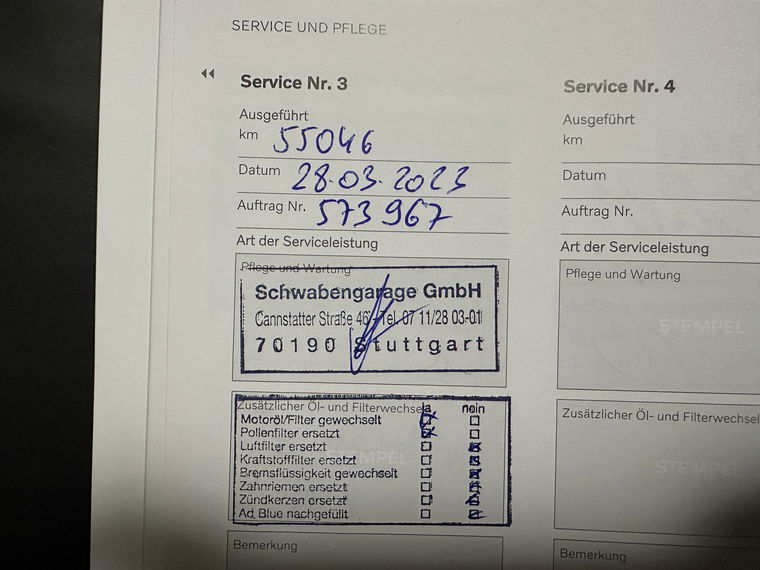 SERVICE UND PFLEGE
Service Nr. 3
Ausgeführt
km 55046
Datum 28.03.2023
Auftrag Nr. 573967
Art der Serviceleistung
Pflege und Wartung
Schwabengarage GmbH
Cannstatter Straße 46 - Tel. 07 11/28 03-01
70190 Stuttgart
Zusätzlicher Öl- und Filterwechsel ja nein
Motoröl/Filter gewechselt
Pollenfilter ersetzt
Luftfilter ersetzt
Kraftstofffilter ersetzt
Bremsflüssigkeit gewechselt
Zahnriemen ersetzt
Zündkerzen ersetzt
Ad Blue nachgefüllt
Bemerkung
Service Nr. 4
Ausgeführt
km
Datum
Auftrag Nr.
Art der Serviceleistung
Pflege und Wartung
STEMPEL
Zusätzlicher Öl- und Filterwechsel
STEMPEL
Bemerkung